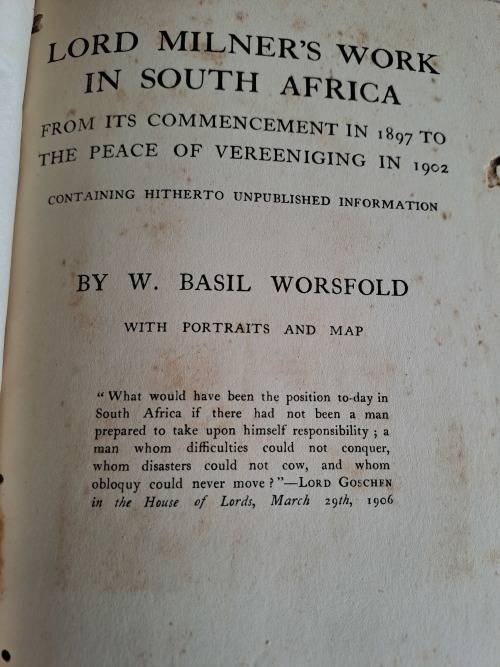 LORD MILNER'S WORK
IN SOUTH AFRICA
FROM ITS COMMENCEMENT IN 1897 TO
THE PEACE OF VEREENIGING IN 1902
CONTAINING HITHERTO UNPUBLISHED INFORMATION
BY W. BASIL WORSFOLD
WITH PORTRAITS AND MAP
"What would have been the position to-day in
South Africa if there had not been a man
prepared to take upon himself responsibility; a
man whom difficulties could not conquer,
whom disasters could not cow, and whom
obloquy could never move?"—LORD GOSCHEN
in the House of Lords, March 29th, 1906